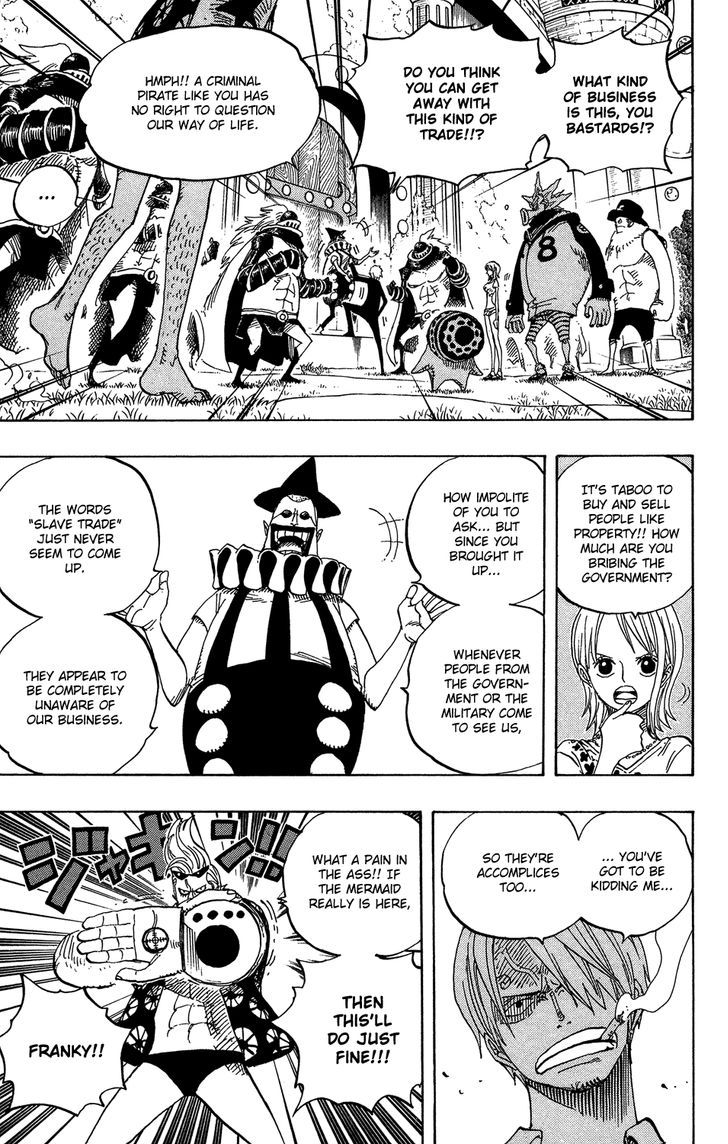 WHAT KIND
OF BUSINESS
IS THIS, YOU
BASTARDS!?
DO YOU THINK
YOU CAN GET
AWAY WITH
THIS KIND OF
TRADE!!?
HMPH!! A CRIMINAL
PIRATE LIKE YOU HAS
NO RIGHT TO QUESTION
OUR WAY OF LIFE.
...
8
IT'S TABOO TO
BUY AND SELL
PEOPLE LIKE
PROPERTY!! HOW
MUCH ARE YOU
BRIBING THE
GOVERNMENT?
HOW IMPOLITE
OF YOU TO
ASK... BUT
SINCE YOU
BROUGHT IT
UP...
WHENEVER
PEOPLE FROM
THE GOVERN-
MENT OR THE
MILITARY COME
TO SEE US,
THE WORDS
"SLAVE TRADE"
JUST NEVER
SEEM TO COME
UP.
THEY APPEAR TO
BE COMPLETELY
UNAWARE OF
OUR BUSINESS.
... YOU'VE
GOT TO BE
KIDDING ME...
SO THEY'RE
ACCOMPLICES
TOO...
WHAT A PAIN IN
THE ASS!! IF
THE MERMAID
REALLY IS HERE,
THEN
THIS'LL
DO JUST
FINE!!!
ジャキン!!
FRANKY!!